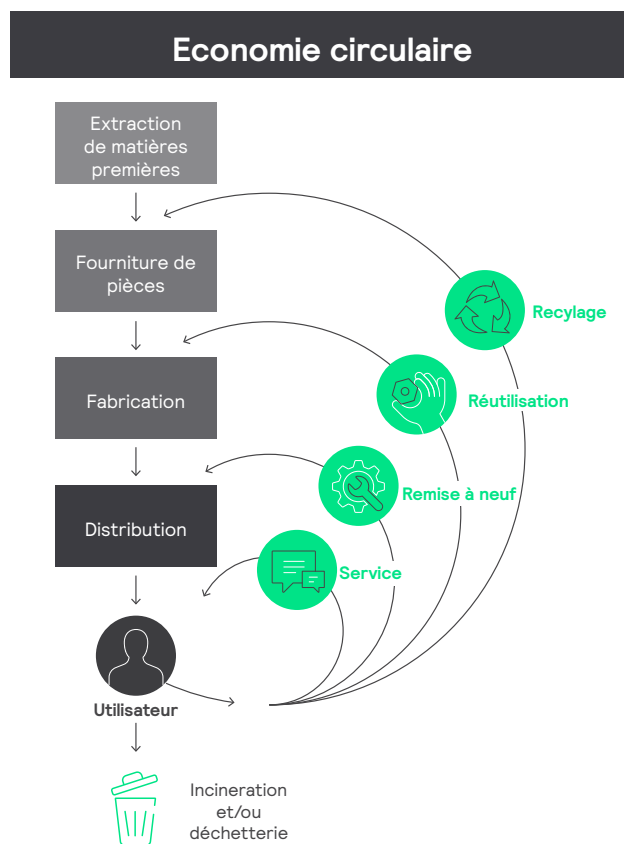 Economie circulaire
Extraction
de matières
premières
Fourniture de
pièces
Recylage
Fabrication
Réutilisation
Remise à neuf
Distribution
Service
Utilisateur
Incineration
et/ou
déchetterie